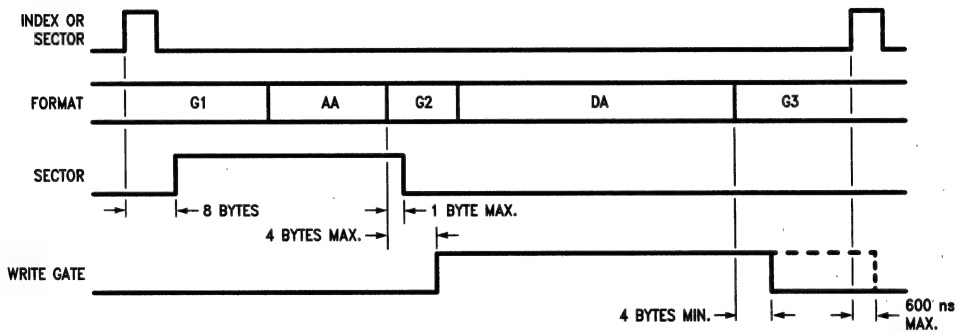 INDEX OR
SECTOR
FORMAT
G1 AA G2 DA G3
SECTOR
8 BYTES
1 BYTE MAX.
4 BYTES MAX.
WRITE GATE
4 BYTES MIN.
600 ns
MAX.